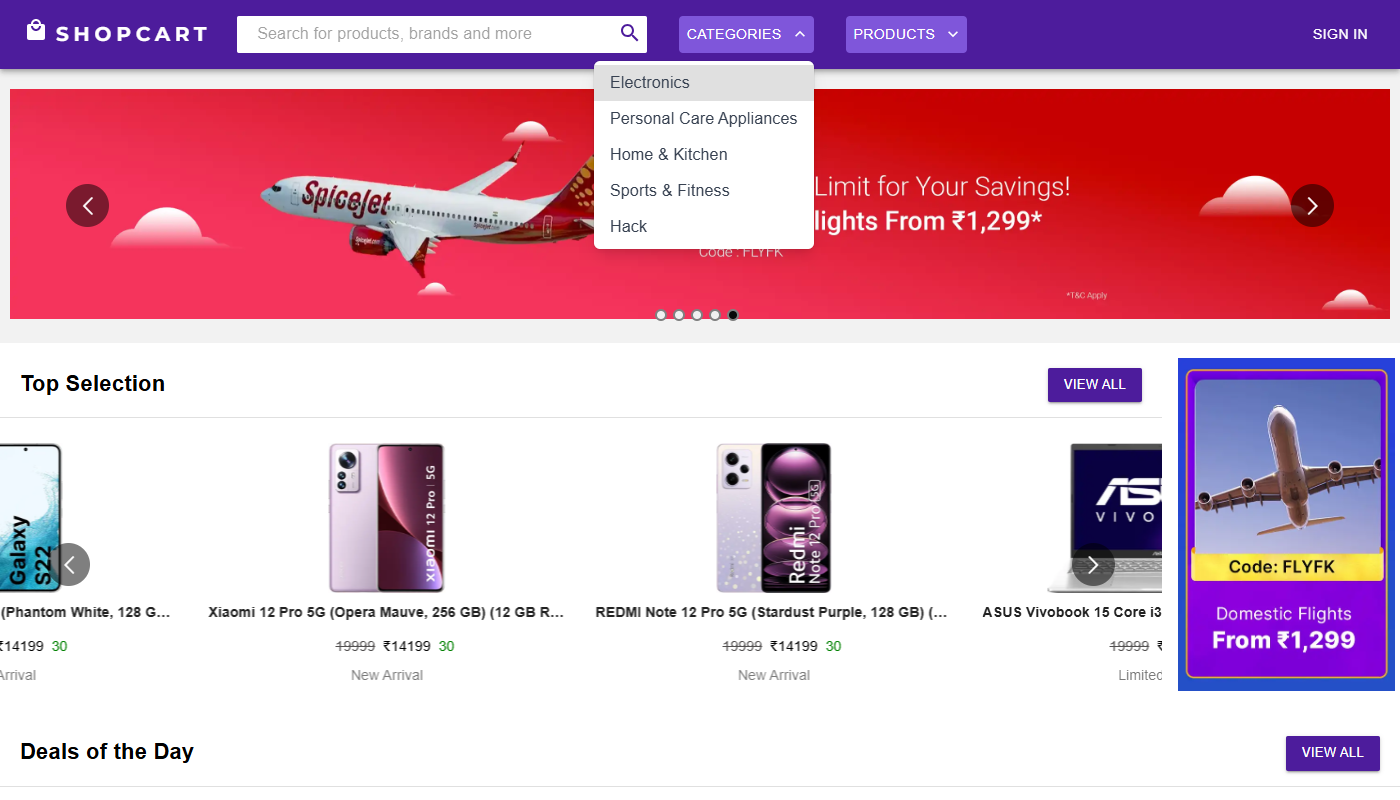 SHOPCART
Search for products, brands and more
CATEGORIES
PRODUCTS
SIGN IN
Electronics
Personal Care Appliances
Home & Kitchen
Sports & Fitness
Hack
SpiceJet
spicejet.com
Limit for Your Savings!
lights From ₹1,299*
Code : FLYFK
*T&C Apply
Top Selection
VIEW ALL
Galaxy
S22
xiaomi 12 Pro | 5G
Redmi
Note 12 Pro 5G
VIVO
Code: FLYFK
Domestic Flights
From ₹1,299
(Phantom White, 128 G...
Xiaomi 12 Pro 5G (Opera Mauve, 256 GB) (12 GB R...
REDMI Note 12 Pro 5G (Stardust Purple, 128 GB) (...
ASUS Vivobook 15 Core i3
₹14199 30
19999 ₹14199 30
19999 ₹14199 30
19999 ₹
Arrival
New Arrival
New Arrival
Limited
Deals of the Day
VIEW ALL